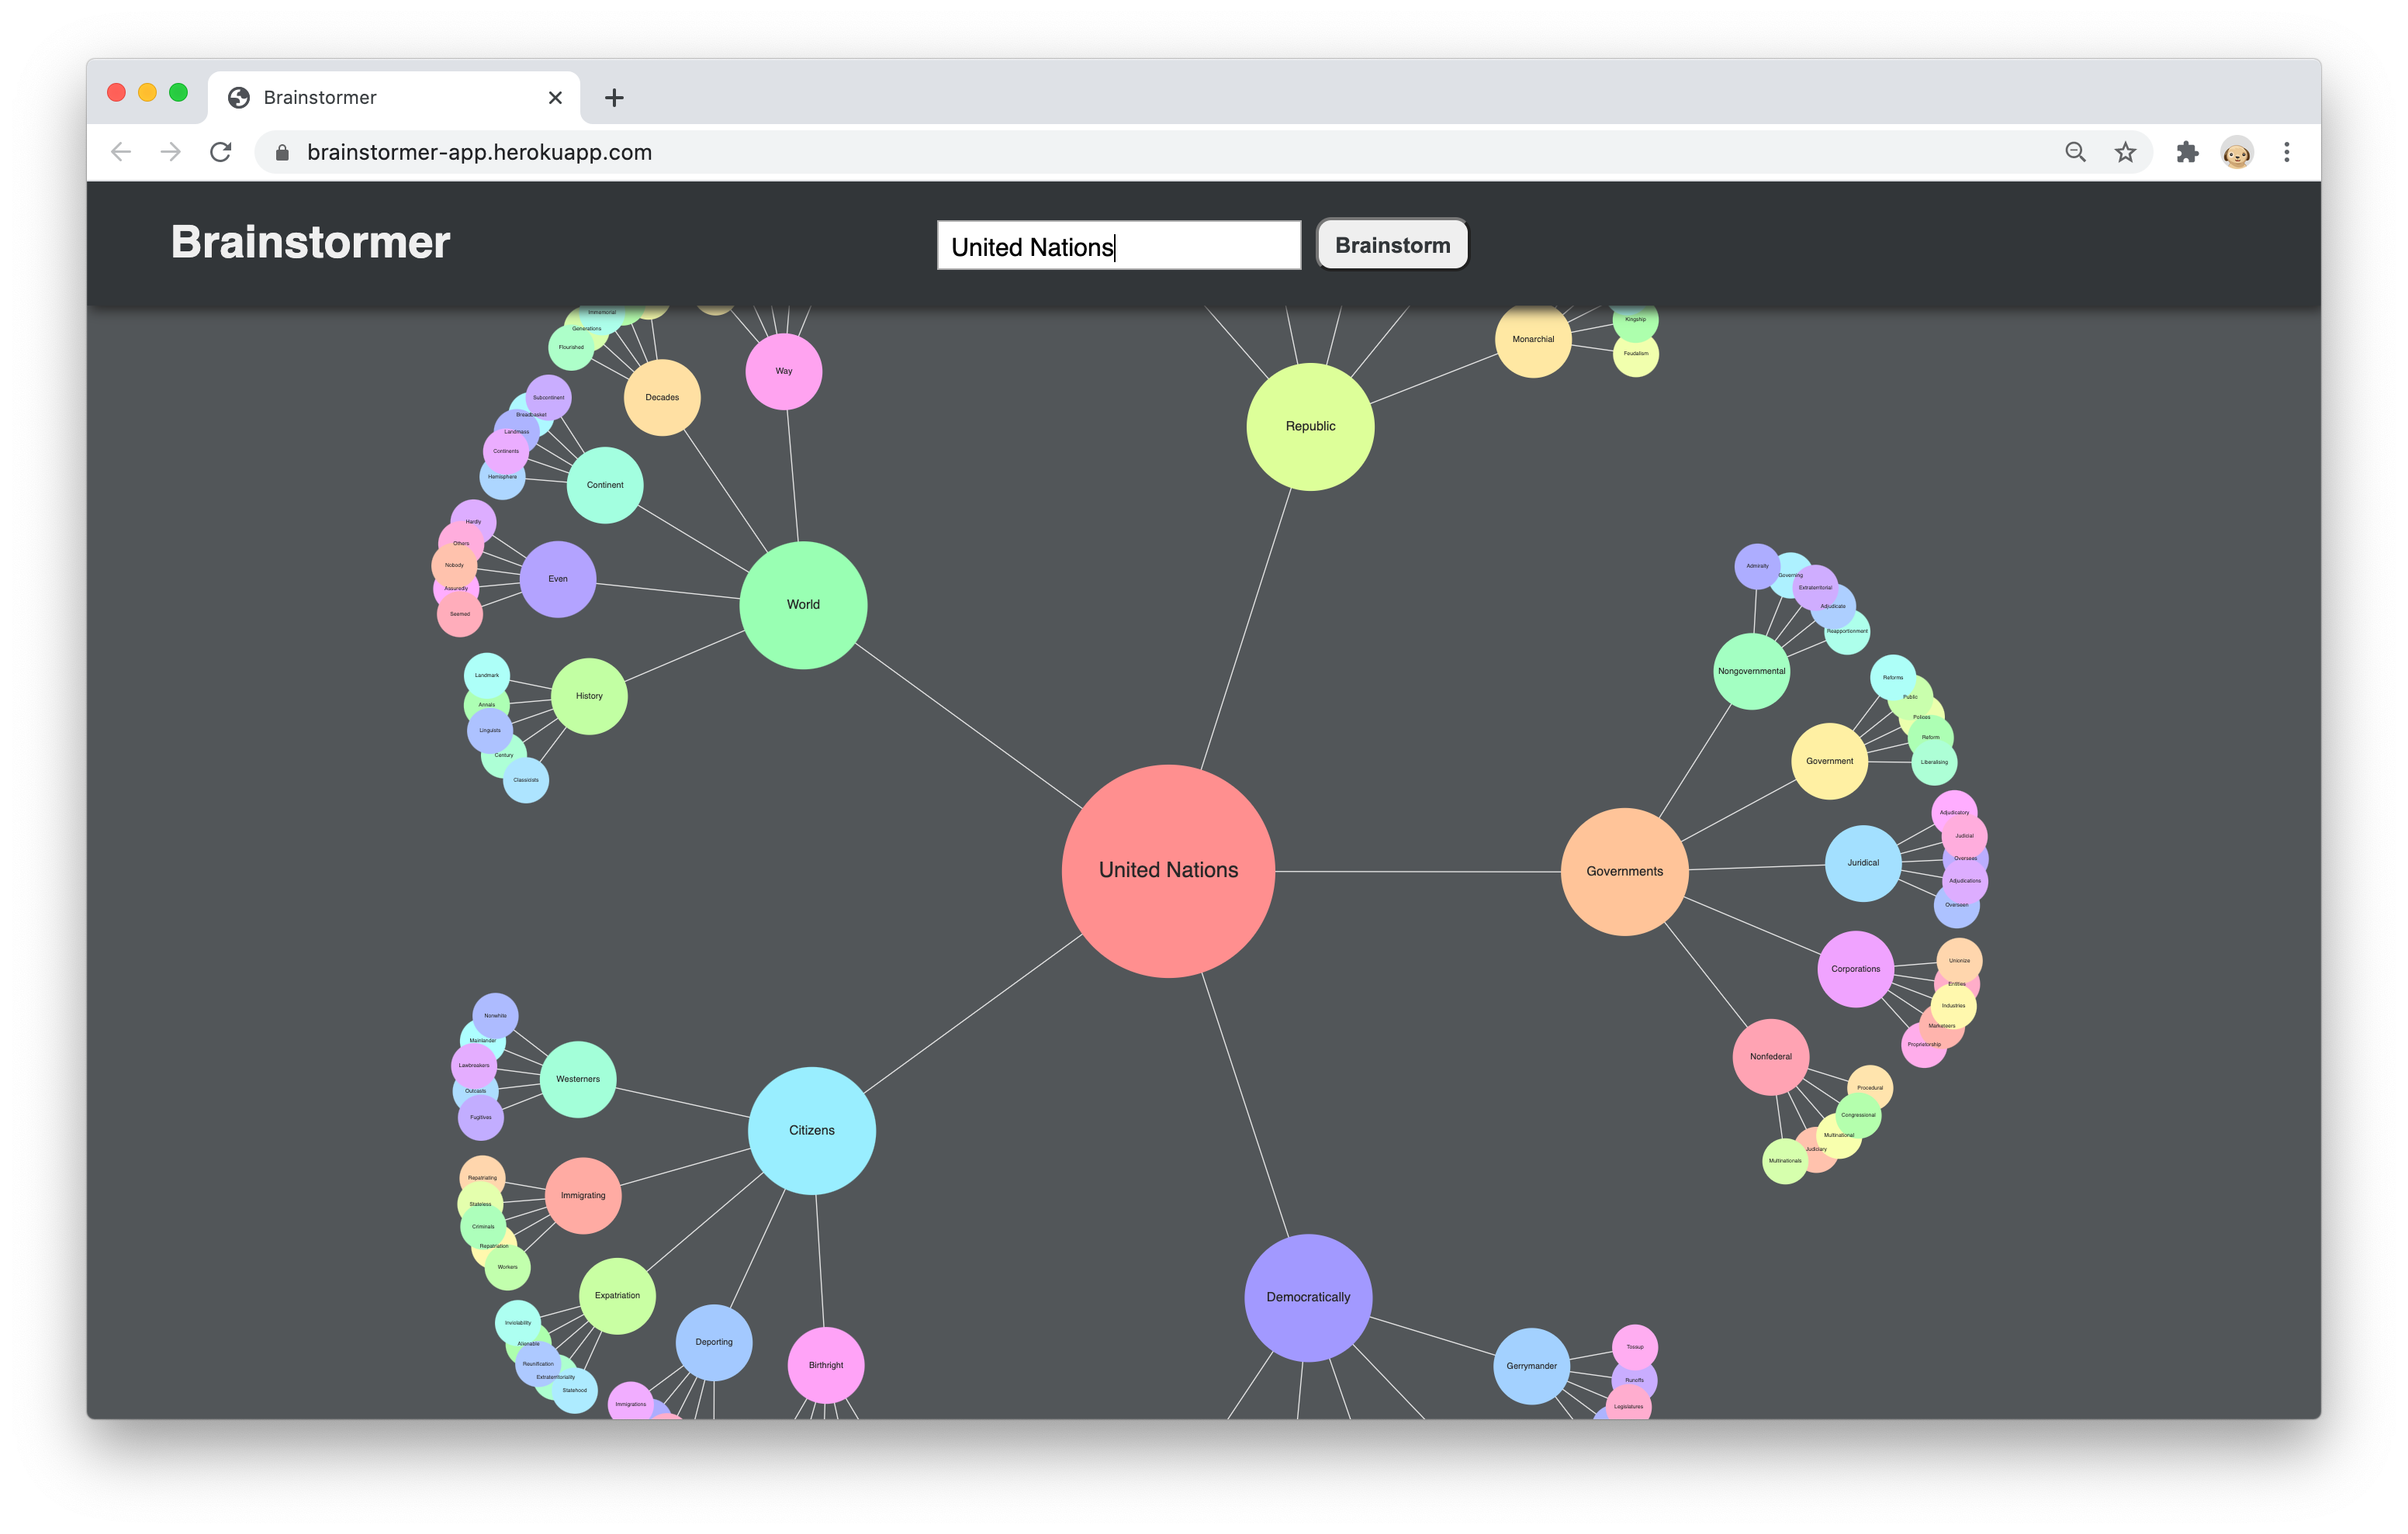 Brainstormer
brainstormer-app.herokuapp.com
Brainstormer
United Nations
Brainstorm
Immemorial
Generations
Flourished
Decades
Way
Subcontinent
Breadbasket
Landmass
Continents
Hemisphere
Continent
Hardly
Others
Nobody
Assuredly
Seemed
Even
World
Landmark
Annals
Linguists
Century
Classicists
History
Republic
Monarchial
Kingship
Feudalism
Admiralty
Governing
Extraterritorial
Adjudicate
Reapportionment
Nongovernmental
Reforms
Public
Polices
Reform
Liberalising
Government
United Nations
Governments
Juridical
Adjudicatory
Judicial
Overseas
Adjudications
Overseen
Corporations
Unionize
Entities
Industries
Marketeers
Proprietorship
Nonfederal
Procedural
Congressional
Multinational
Judiciary
Multinationals
Nonwhite
Mainlander
Lawbreakers
Outcasts
Fugitives
Westerners
Citizens
Repatriating
Stateless
Criminals
Repatriation
Workers
Immigrating
Expatriation
Inviolability
Alienable
Reunification
Extraterritoriality
Statehood
Deporting
Immigrations
Birthright
Democratically
Gerrymander
Tossup
Runoffs
Legislatures